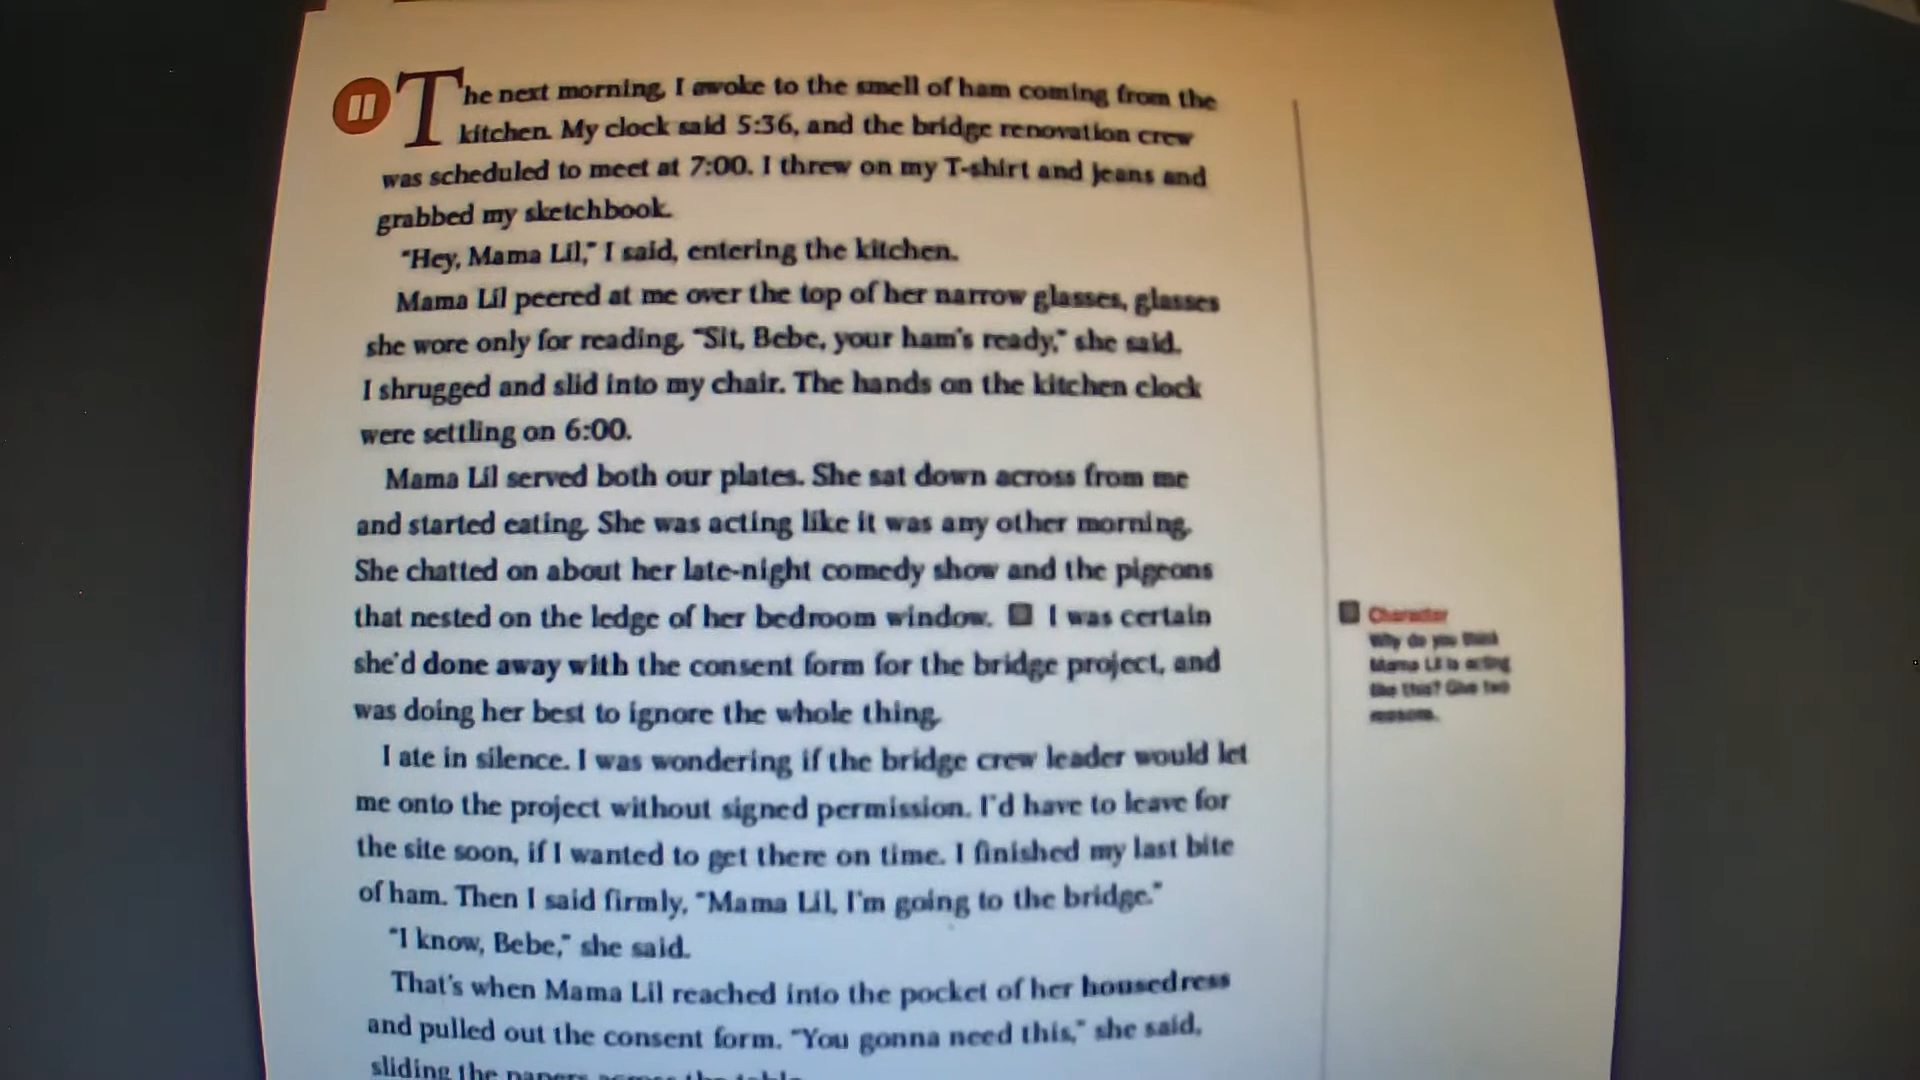 The next morning, I awoke to the smell of ham coming from the
kitchen. My clock said 5:36, and the bridge renovation crew
was scheduled to meet at 7:00. I threw on my T-shirt and jeans and
grabbed my sketchbook.
“Hey, Mama Lil,” I said, entering the kitchen.
Mama Lil peered at me over the top of her narrow glasses, glasses
she wore only for reading. “Sit, Bebe, your ham's ready,” she said.
I shrugged and slid into my chair. The hands on the kitchen clock
were settling on 6:00.
Mama Lil served both our plates. She sat down across from me
and started eating. She was acting like it was any other morning.
She chatted on about her late-night comedy show and the pigeons
that nested on the ledge of her bedroom window. I was certain
she'd done away with the consent form for the bridge project, and
was doing her best to ignore the whole thing.
I ate in silence. I was wondering if the bridge crew leader would let
me onto the project without signed permission. I'd have to leave for
the site soon, if I wanted to get there on time. I finished my last bite
of ham. Then I said firmly, “Mama Lil, I'm going to the bridge.”
“I know, Bebe,” she said.
That's when Mama Lil reached into the pocket of her housedress
and pulled out the consent form. “You gonna need this,” she said,
sliding the papers across the table.
Character
Why do you think
Mama Lil is acting
like this? Give two
reasons.